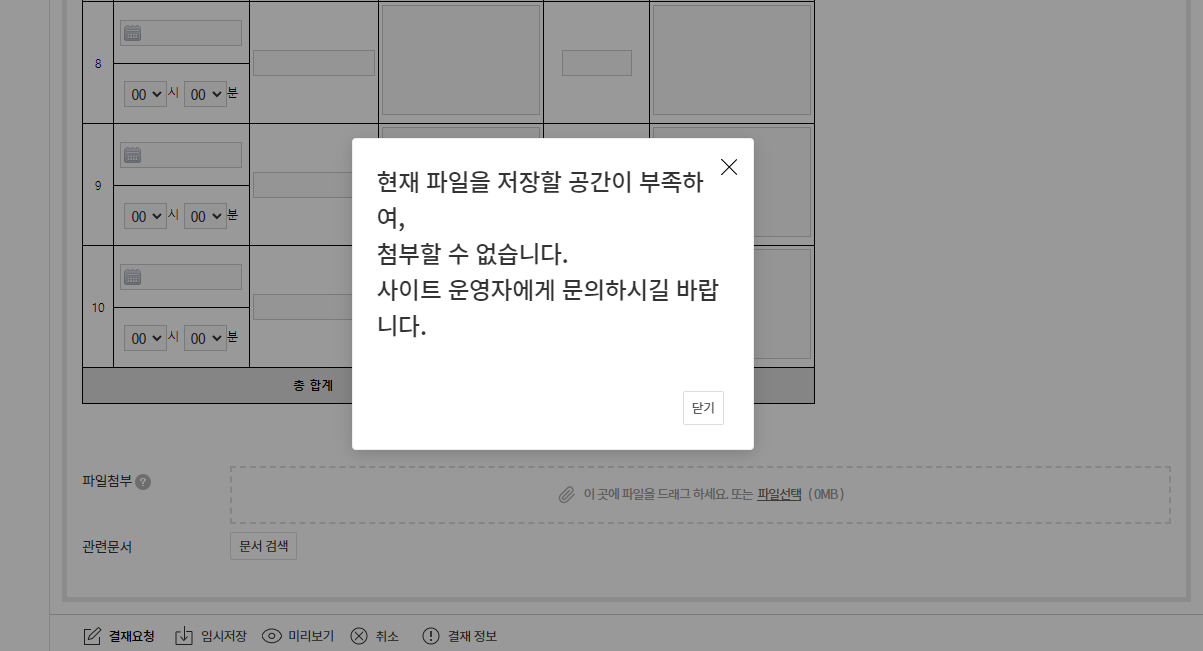 8
00 시 00 분
9
00 시 00 분
10
00 시 00 분
총 합계
현재 파일을 저장할 공간이 부족하
여,
첨부할 수 없습니다.
사이트 운영자에게 문의하시길 바랍
니다.
닫기
파일첨부 ?
이 곳에 파일을 드래그 하세요. 또는 파일선택 (0MB)
관련문서 문서 검색
결재요청 임시저장 미리보기 취소 결재 정보